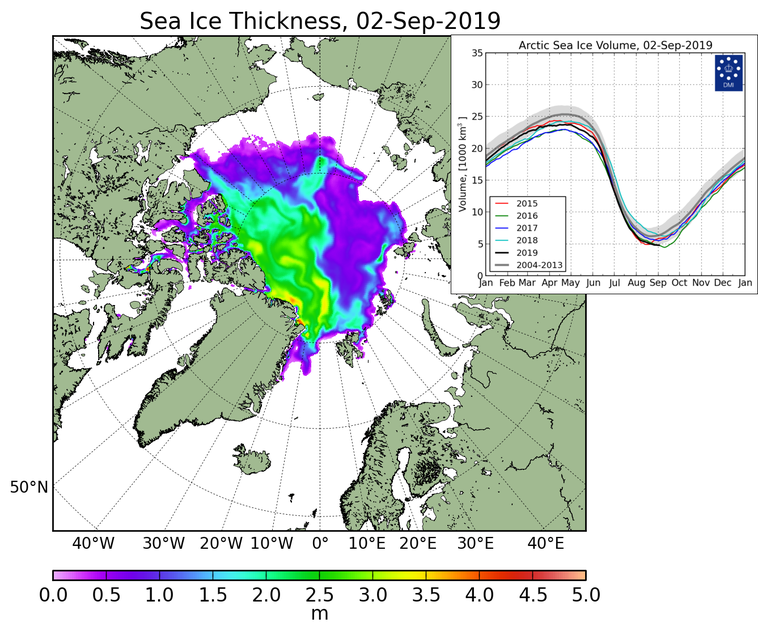 Sea Ice Thickness, 02-Sep-2019
Arctic Sea Ice Volume, 02-Sep-2019
35
30
25
20
15
10
5
0
Volume, [1000 km³]
DMI
2015
2016
2017
2018
2019
2004-2013
Jan Feb Mar Apr May Jun Jul Aug Sep Oct Nov Dec Jan
50°N
40°W 30°W 20°W 10°W 0° 10°E 20°E 30°E 40°E
0.0 0.5 1.0 1.5 2.0 2.5 3.0 3.5 4.0 4.5 5.0
m